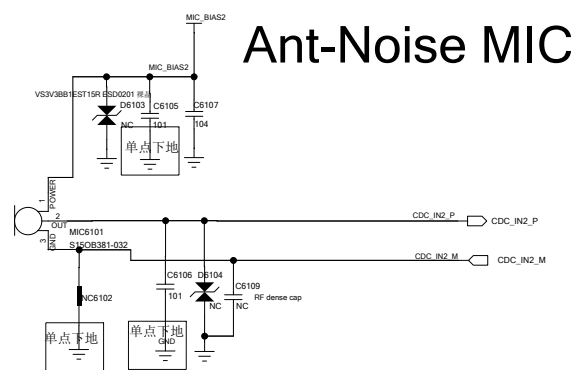 MIC_BIAS2
Ant-Noise MIC
MIC_BIAS2
VS3V3BB1EST15R ESD0201 视品
D6103
NC
C6105
101
C6107
104
单点下地
POWER
1
2
OUT
3
GND
MIC6101
S15OB381-032
CDC_IN2_P
CDC_IN2_P
CDC_IN2_M
CDC_IN2_M
NC6102
C6106
101
D6104
NC
C6109
NC
RF dense cap
单点下地
单点下地
GND